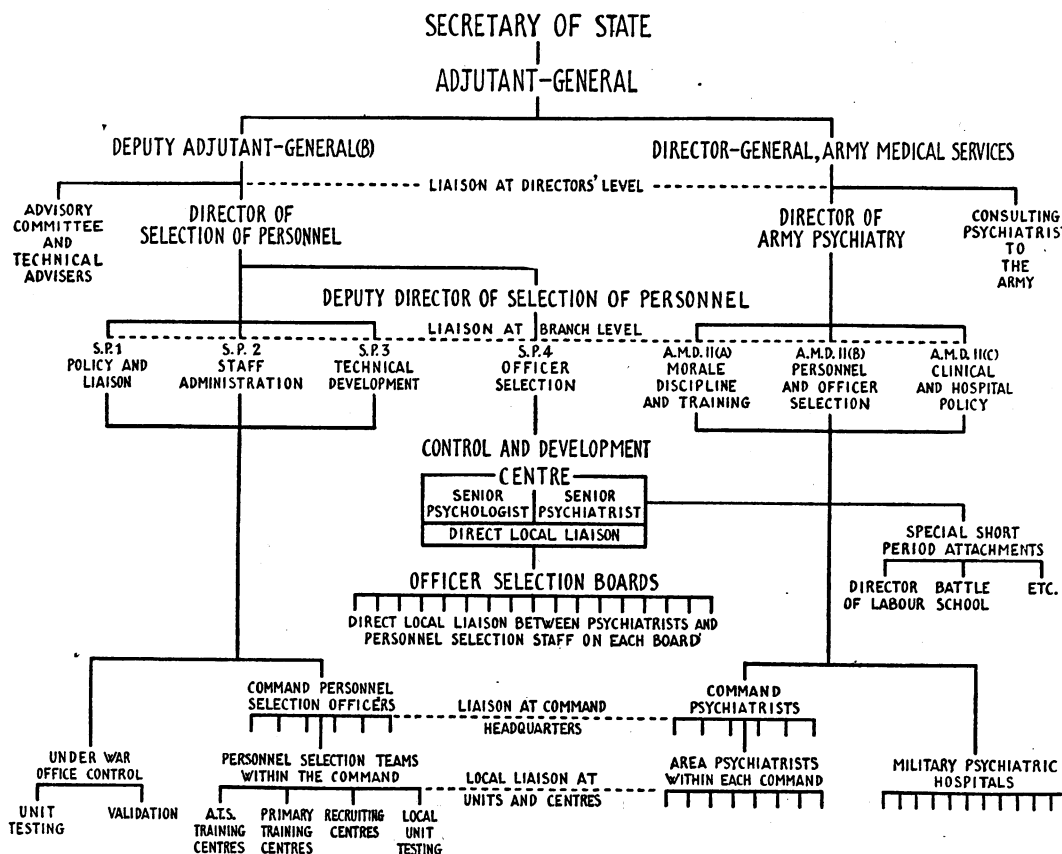 SECRETARY OF STATE
ADJUTANT-GENERAL
DEPUTY ADJUTANT-GENERAL(B)
DIRECTOR-GENERAL, ARMY MEDICAL SERVICES
LIAISON AT DIRECTORS' LEVEL
ADVISORY
COMMITTEE
AND
TECHNICAL
ADVISERS
DIRECTOR OF
SELECTION OF PERSONNEL
DIRECTOR OF
ARMY PSYCHIATRY
CONSULTING
PSYCHIATRIST
TO
THE
ARMY
DEPUTY DIRECTOR OF SELECTION OF PERSONNEL
LIAISON AT BRANCH LEVEL
S.P.1
POLICY AND
LIAISON
S.P. 2
STAFF
ADMINISTRATION
S.P. 3
TECHNICAL
DEVELOPMENT
S.P.4
OFFICER
SELECTION
A.M.D. 11(A)
MORALE
DISCIPLINE
AND TRAINING
A.M.D. 11(B)
PERSONNEL
AND OFFICER
SELECTION
A.M.D. 11(C)
CLINICAL
AND HOSPITAL
POLICY
CONTROL AND DEVELOPMENT
CENTRE
SENIOR
PSYCHOLOGIST
SENIOR
PSYCHIATRIST
DIRECT LOCAL LIAISON
SPECIAL SHORT
PERIOD ATTACHMENTS
DIRECTOR
OF LABOUR
BATTLE
SCHOOL
ETC.
OFFICER SELECTION BOARDS
DIRECT LOCAL LIAISON BETWEEN PSYCHIATRISTS AND
PERSONNEL SELECTION STAFF ON EACH BOARD
COMMAND PERSONNEL
SELECTION OFFICERS
LIAISON AT COMMAND
HEADQUARTERS
COMMAND
PSYCHIATRISTS
UNDER WAR
OFFICE CONTROL
UNIT
TESTING
VALIDATION
PERSONNEL SELECTION TEAMS
WITHIN THE COMMAND
A.T.S.
TRAINING
CENTRES
PRIMARY
TRAINING
CENTRES
RECRUITING
CENTRES
LOCAL
UNIT
TESTING
LOCAL LIAISON AT
UNITS AND CENTRES
AREA PSYCHIATRISTS
WITHIN EACH COMMAND
MILITARY PSYCHIATRIC
HOSPITALS